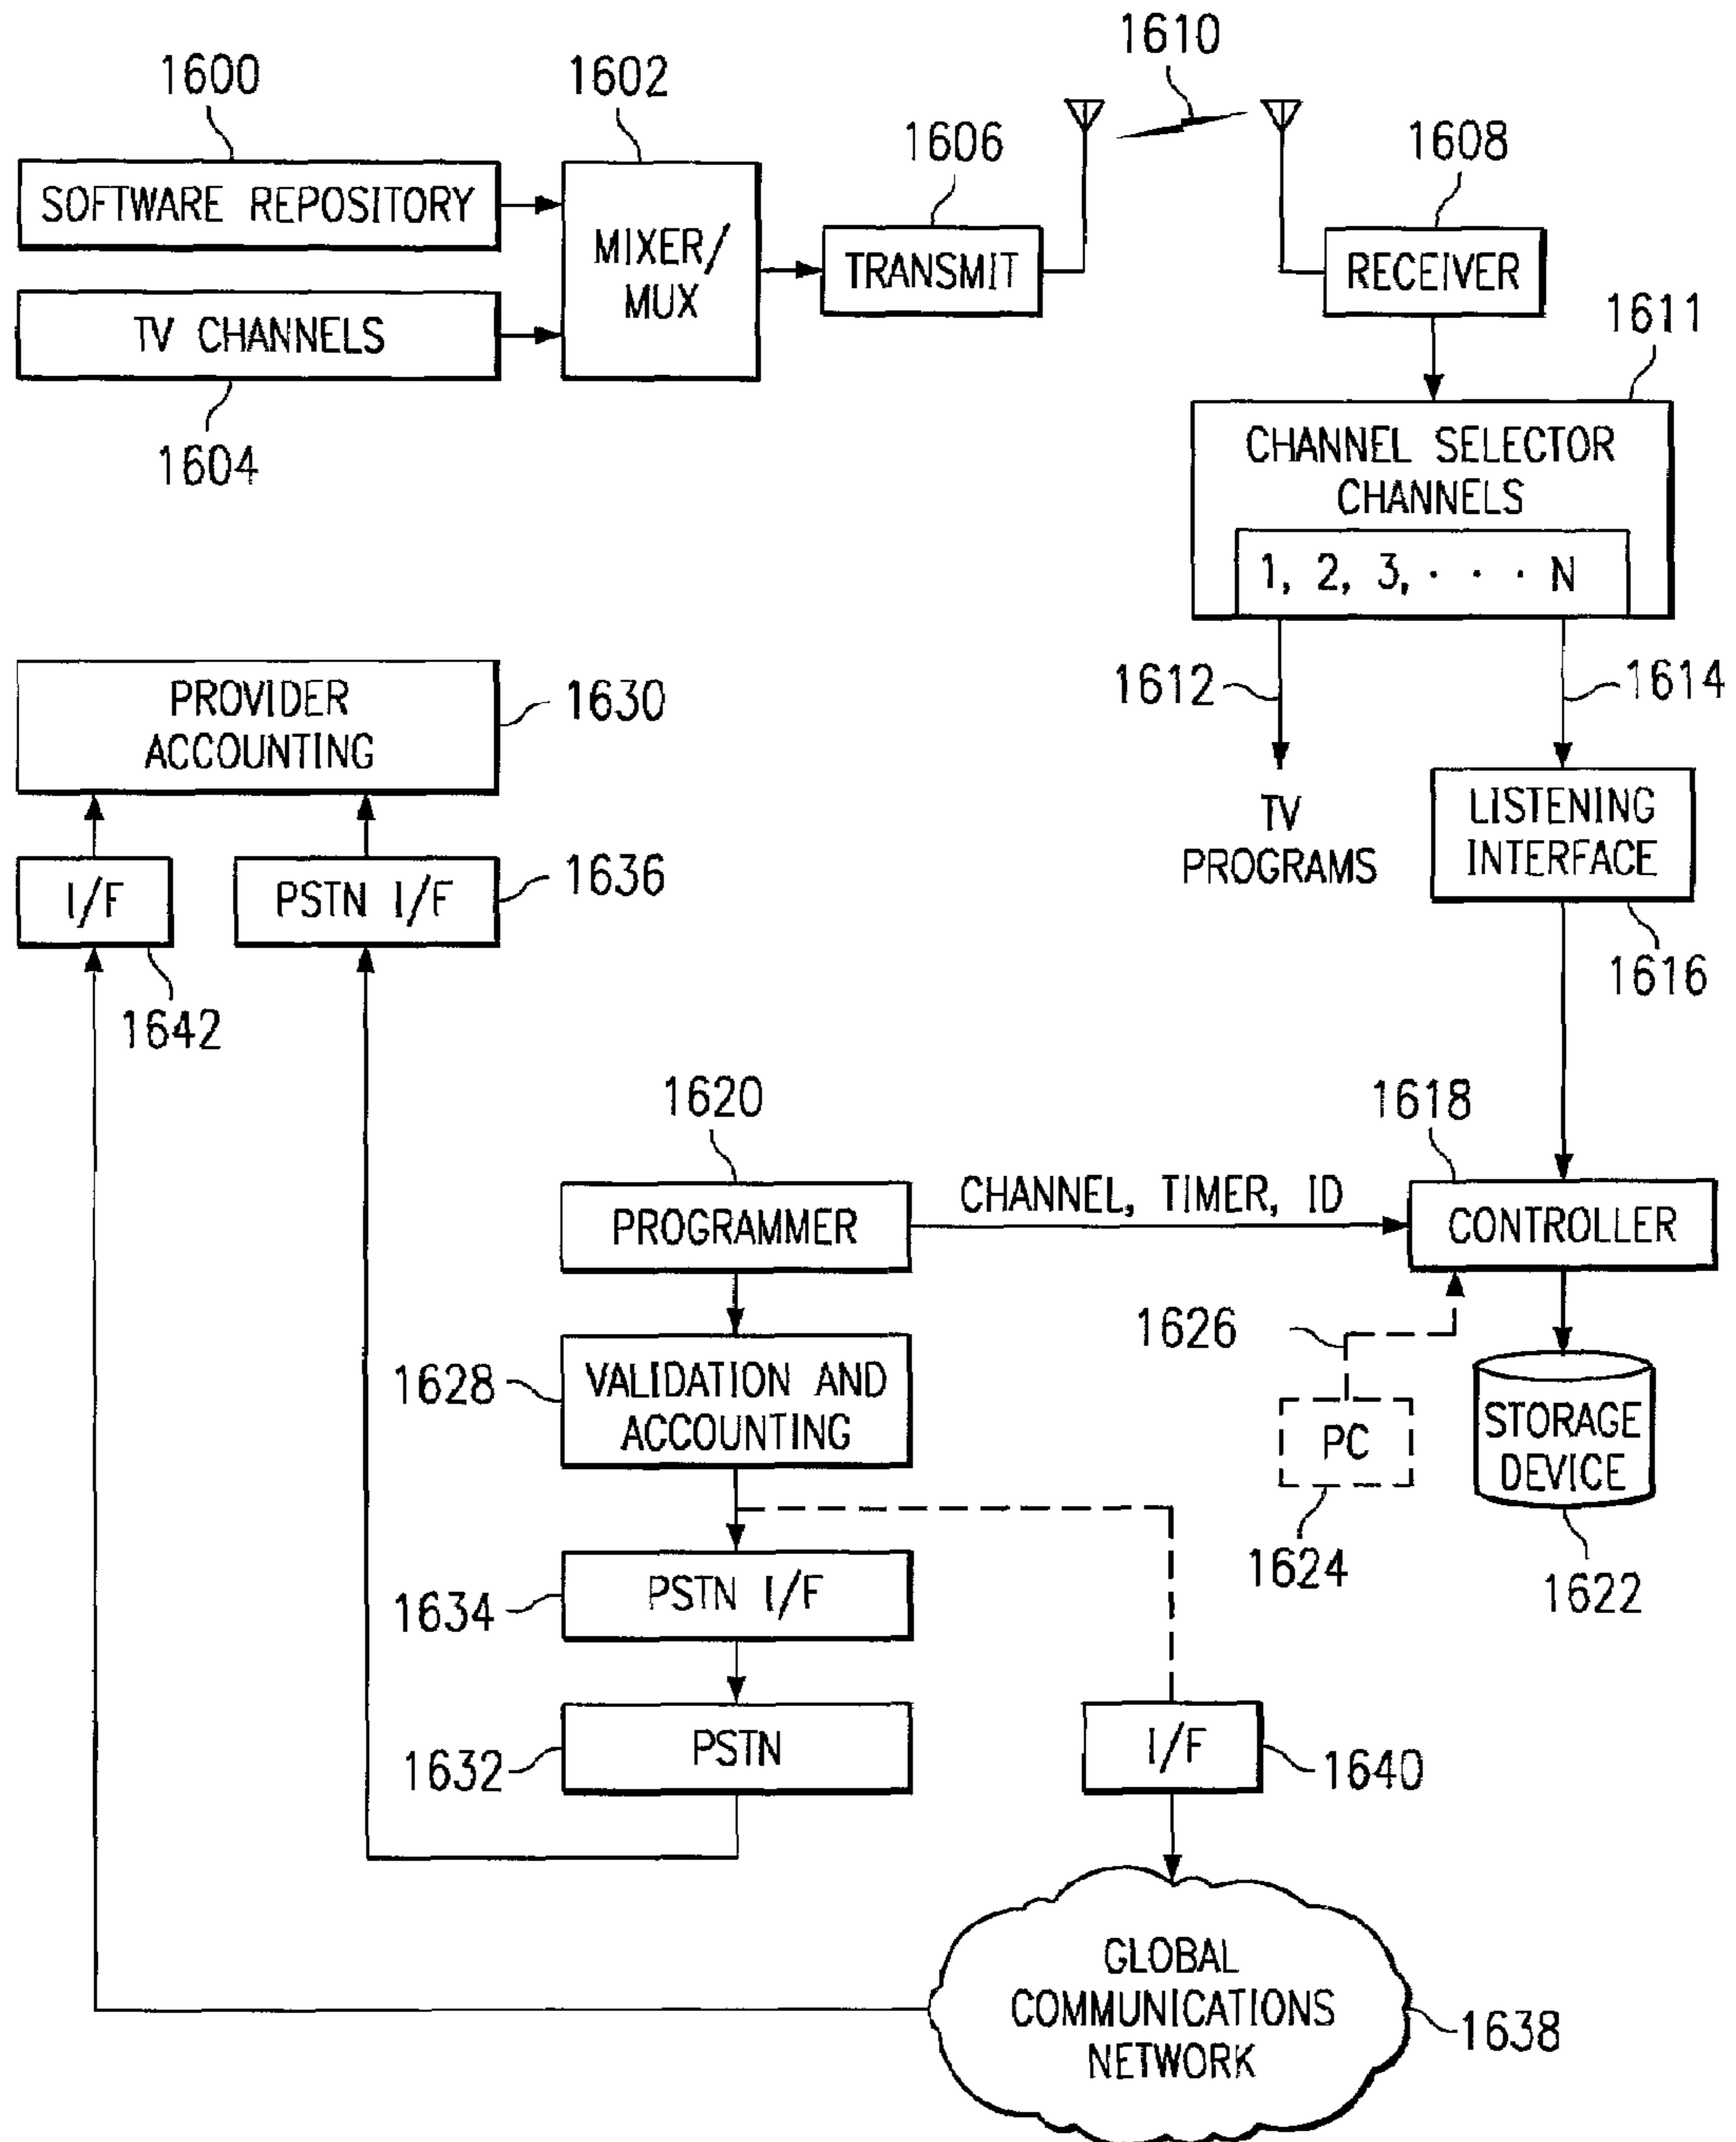 1610
1600
1602
1606
1608
SOFTWARE REPOSITORY
MIXER/
MUX
TRANSMIT
RECEIVER
TV CHANNELS
1604
1611
CHANNEL SELECTOR
CHANNELS
1, 2, 3, · · · N
1612
1614
TV
PROGRAMS
LISTENING
INTERFACE
1616
PROVIDER
ACCOUNTING
1630
I/F
PSTN I/F
1636
1642
1620
1618
PROGRAMMER
CHANNEL, TIMER, ID
CONTROLLER
1626
1628
VALIDATION AND
ACCOUNTING
PC
1624
STORAGE
DEVICE
1622
1634
PSTN I/F
1632
PSTN
I/F
1640
GLOBAL
COMMUNICATIONS
NETWORK
1638